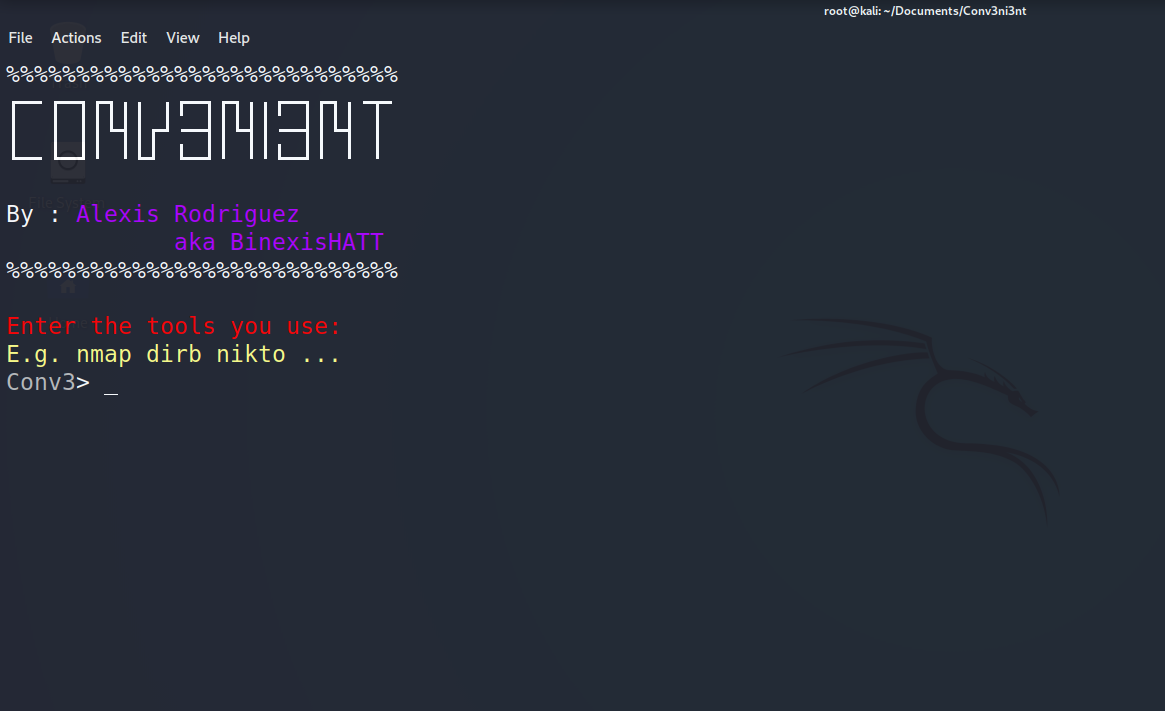 root@kali: ~/Documents/Conv3ni3nt
File Actions Edit View Help
%%%%%%%%%%%%%%%%%%%%%%%%%%%%
CONV3NI3NT
By : Alexis Rodriguez
aka BinexisHATT
%%%%%%%%%%%%%%%%%%%%%%%%%%%%
Enter the tools you use:
E.g. nmap dirb nikto ...
Conv3> _